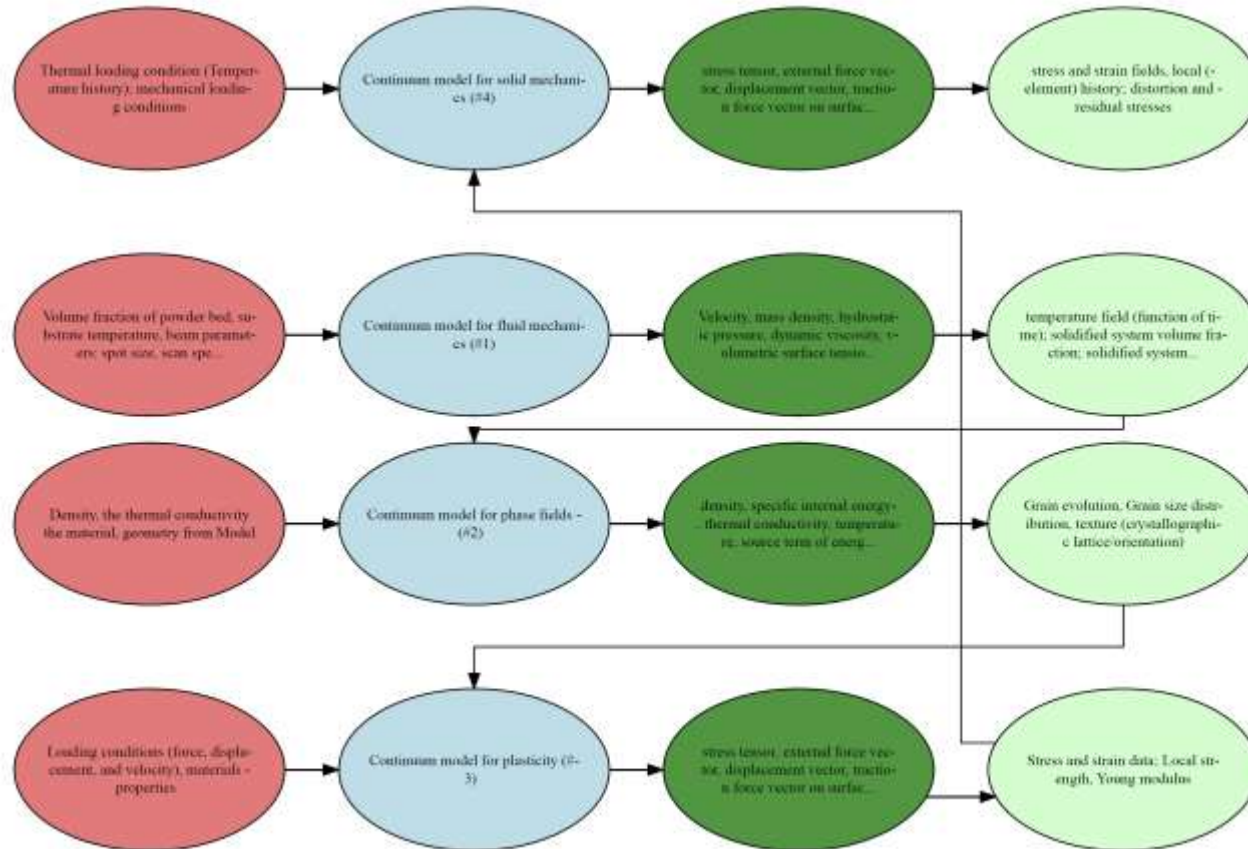 Thermal loading condition (Temper-
ature history); mechanical loadin-
g conditions
Continuum model for solid mechani-
cs (#4)
stress tensor, external force vec-
tor, displacement vector, tractio-
n force vector on surfac...
stress and strain fields, local (-
element) history; distortion and -
residual stresses
Volume fraction of powder bed, su-
bstrate temperature, beam paramet-
ers: spot size, scan spe...
Continuum model for fluid mechani-
cs (#1)
Velocity, mass density, hydrostat-
ic pressure, dynamic viscosity, v-
olumetric surface tensio...
temperature field (function of ti-
me); solidified system volume fra-
ction; solidified system...
Density, the thermal conductivity
the material, geometry from Model
Continuum model for phase fields -
(#2)
density, specific internal energy-
, thermal conductivity, temperatu-
re, source term of energ...
Grain evolution, Grain size dist-
ribution, texture (crystallographi-
c lattice/orientation)
Loading conditions (force, displa-
cement, and velocity), materials -
properties
Continuum model for plasticity (#-
3)
stress tensor, external force vec-
tor, displacement vector, tractio-
n force vector on surfac...
Stress and strain data; Local str-
ength, Young modulus